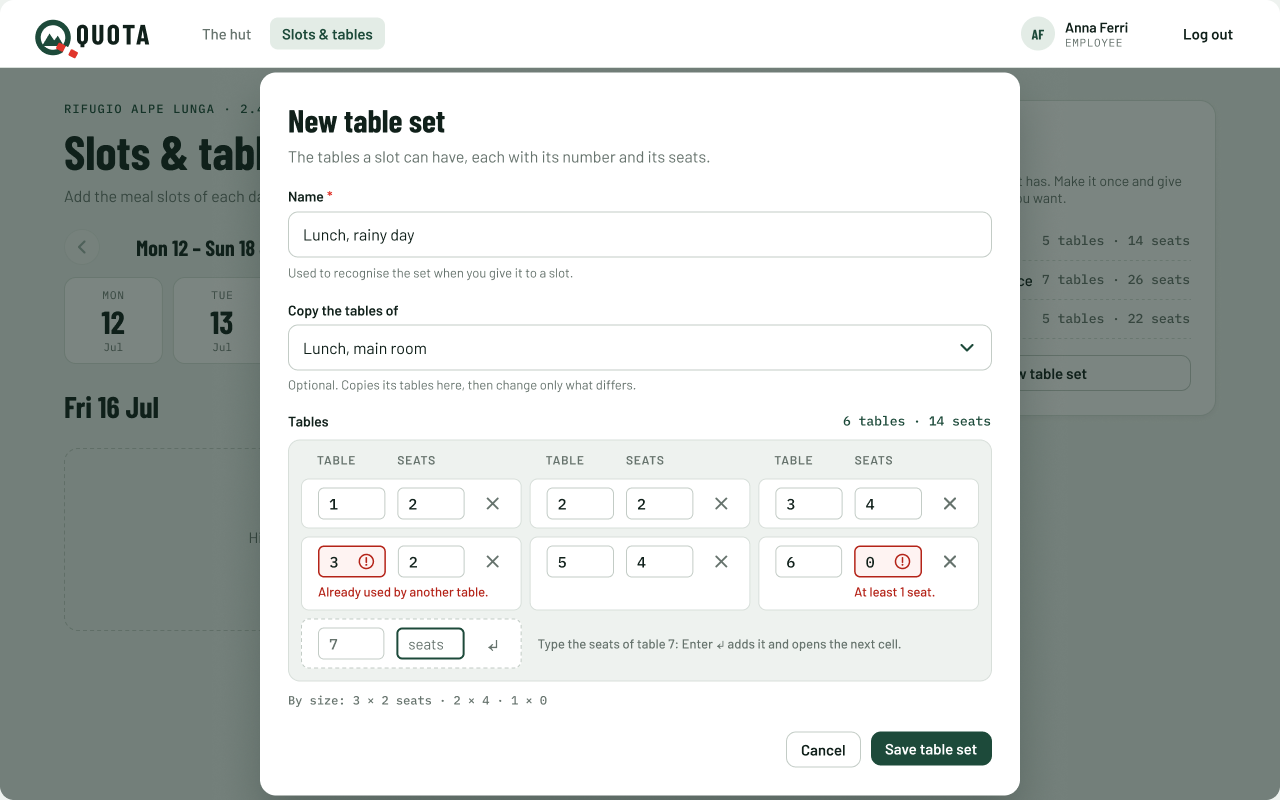 QUOTA
The hut
Slots & tables
AF
Anna Ferri
EMPLOYEE
Log out
RIFUGIO ALPE LUNGA · 2.4
Slots & tabl
Add the meal slots of each da
Mon 12 – Sun 18
MON
12
Jul
TUE
13
Jul
Fri 16 Jul
has. Make it once and give
want.
5 tables · 14 seats
7 tables · 26 seats
5 tables · 22 seats
table set
New table set
The tables a slot can have, each with its number and its seats.
Name *
Lunch, rainy day
Used to recognise the set when you give it to a slot.
Copy the tables of
Lunch, main room
Optional. Copies its tables here, then change only what differs.
Tables
6 tables · 14 seats
TABLE SEATS TABLE SEATS TABLE SEATS
1 2 2 2 3 4
3 2 5 4 6 0
Already used by another table.
At least 1 seat.
7 seats ↵ Type the seats of table 7: Enter ↵ adds it and opens the next cell.
By size: 3 × 2 seats · 2 × 4 · 1 × 0
Cancel
Save table set